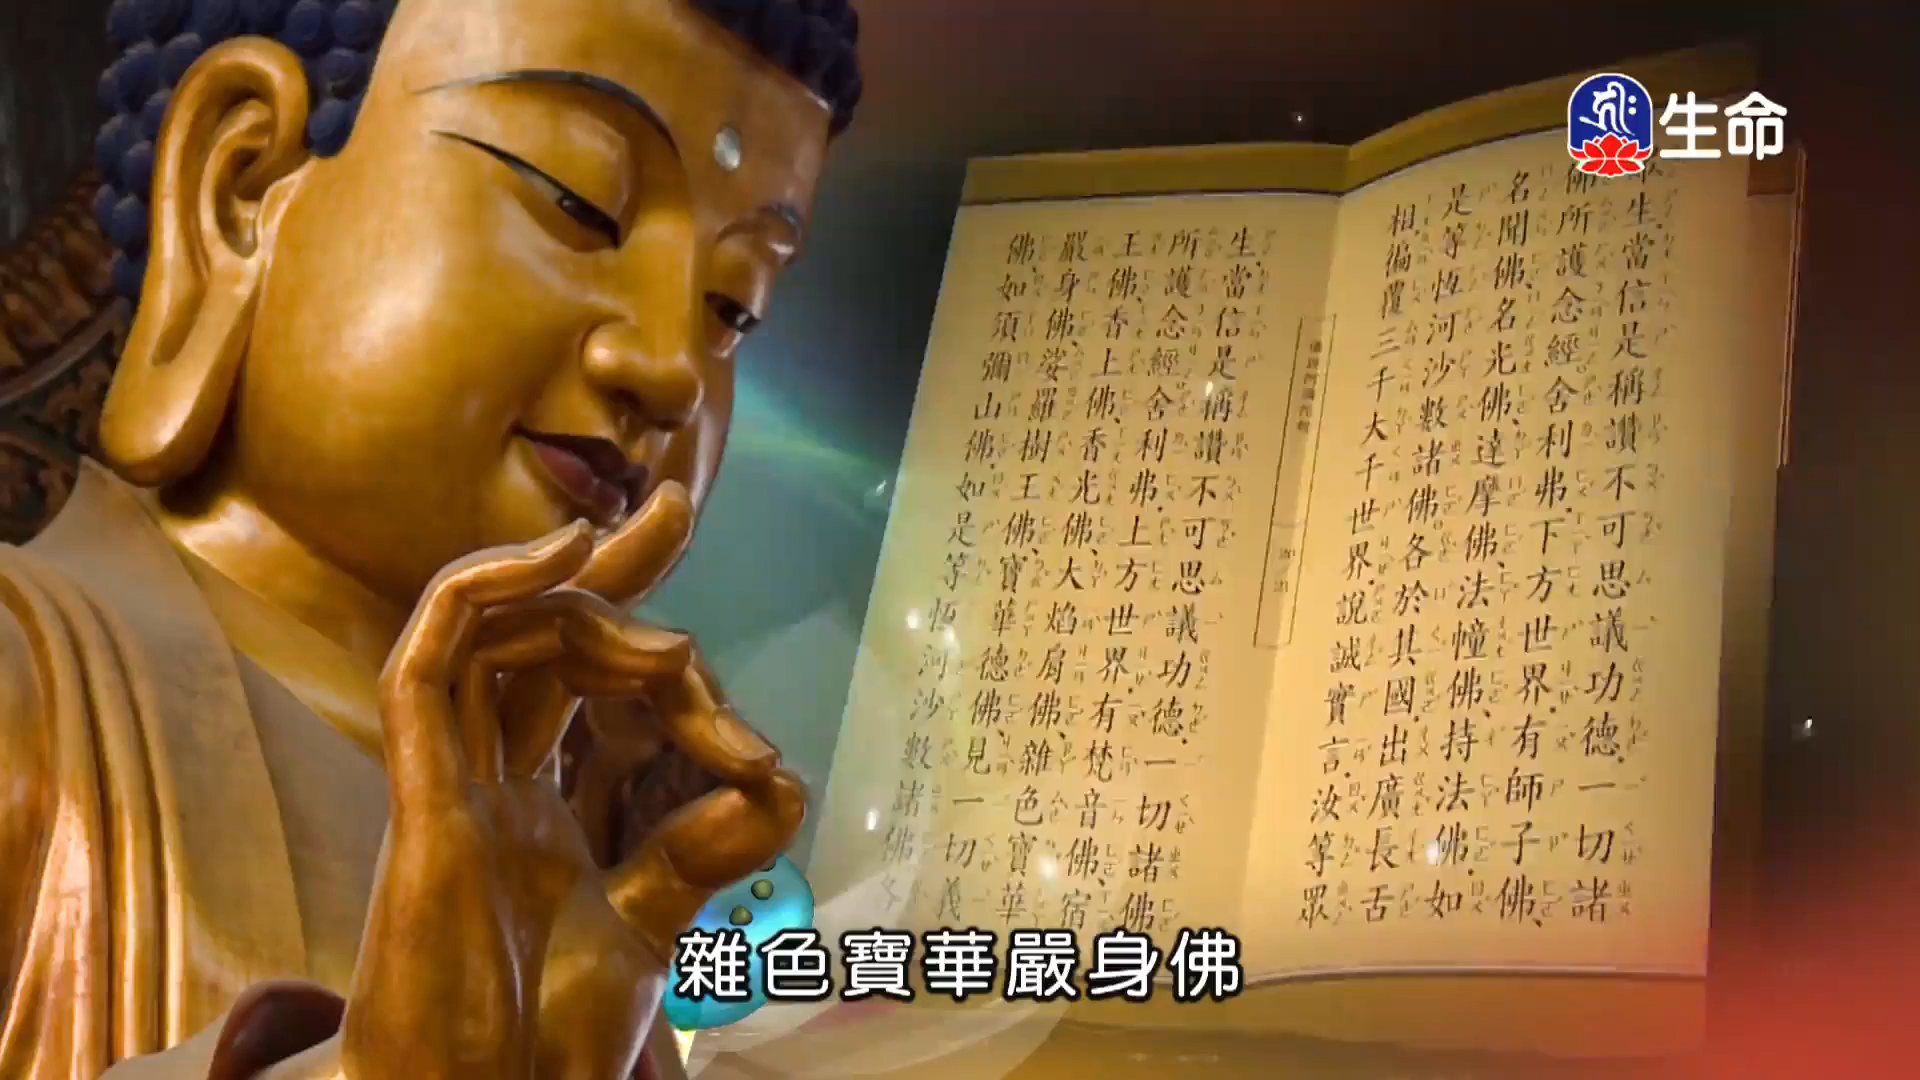 生命
眾生、當信是稱讚不可思議功德、一切諸
佛所護念經。舍利弗、下方世界、有師子佛、
名聞佛、名光佛、達摩佛、法幢佛、持法佛、如
是等恆河沙數諸佛、各於其國、出廣長舌
相、徧覆三千大千世界、說誠實言、汝等眾
生、當信是稱讚不可思議功德、一切諸佛
所護念經。舍利弗、上方世界、有梵音佛、宿
王佛、香上佛、香光佛、大焰肩佛、雜色寶華
嚴身佛、娑羅樹王佛、寶華德佛、見一切義
佛、如須彌山佛、如是等恆河沙數諸佛、各
雜色寶華嚴身佛